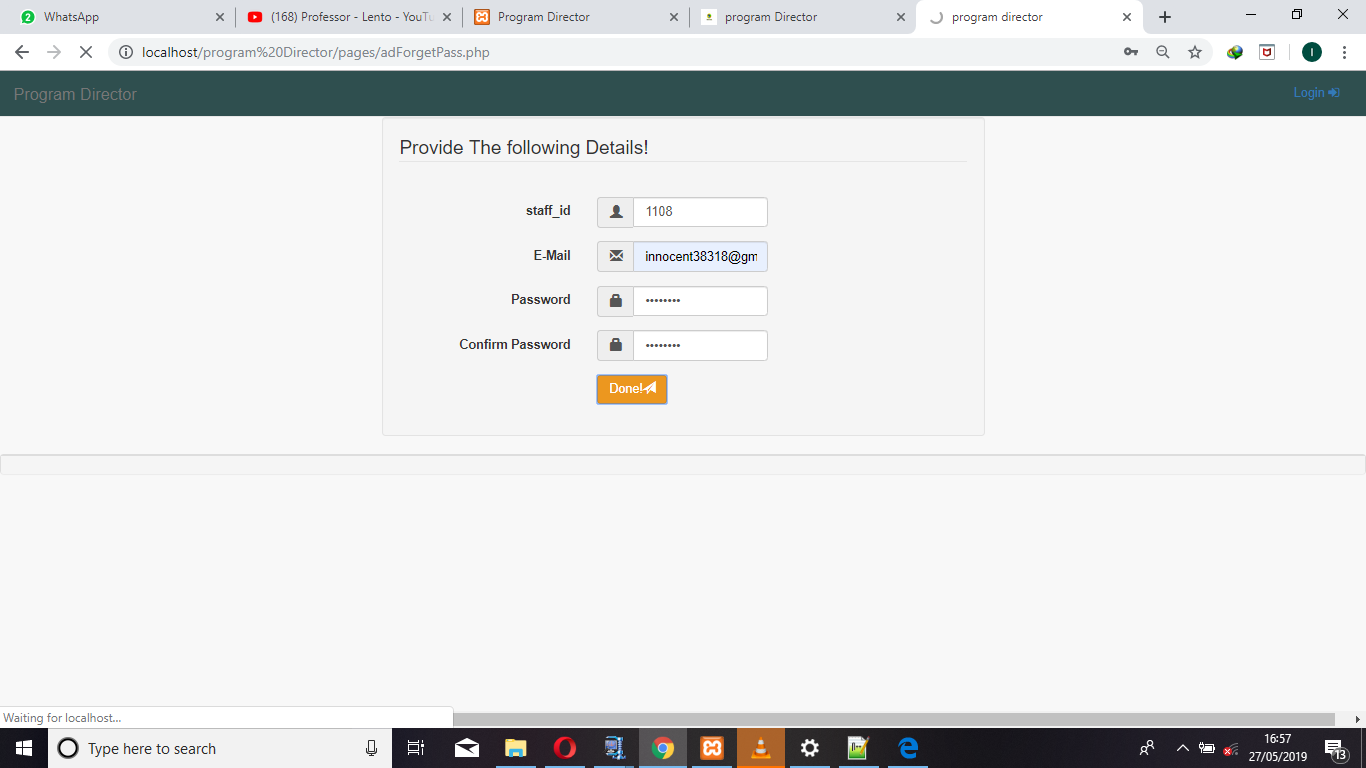 2 WhatsApp
(168) Professor - Lento - YouTu
Program Director
program Director
program director
localhost/program%20Director/pages/adForgetPass.php
I
Program Director
Login
Provide The following Details!
staff_id
1108
E-Mail
innocent38318@gm
Password
••••••••
Confirm Password
••••••••
Done!
Waiting for localhost...
Type here to search
16:57
27/05/2019
13